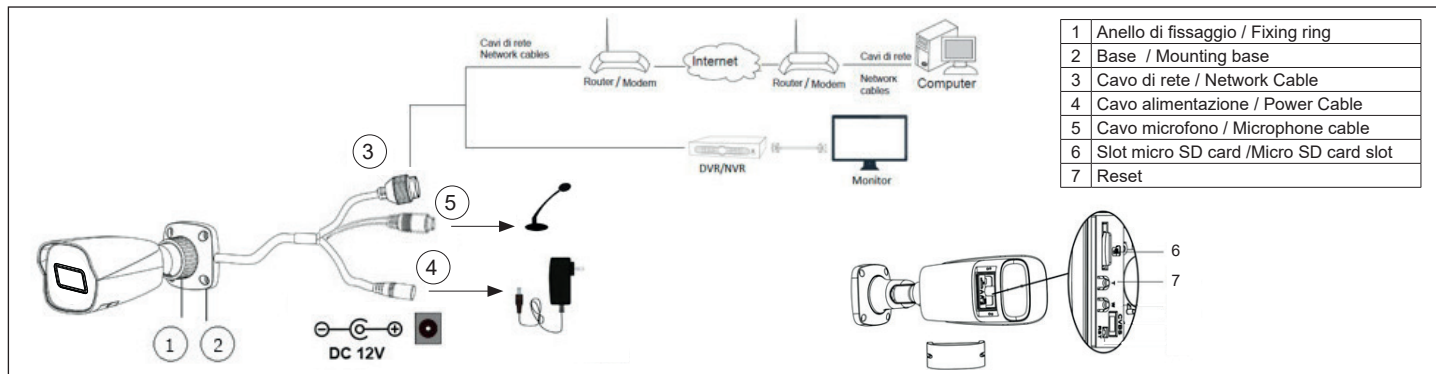 Cavi di rete
Network cables
Router / Modem
Internet
Router / Modem
Cavi di rete
Network
cables
Computer
DVR/NVR
Monitor
3
5
4
1
2
DC 12V
1 Anello di fissaggio / Fixing ring
2 Base / Mounting base
3 Cavo di rete / Network Cable
4 Cavo alimentazione / Power Cable
5 Cavo microfono / Microphone cable
6 Slot micro SD card /Micro SD card slot
7 Reset
6
7
CVBS